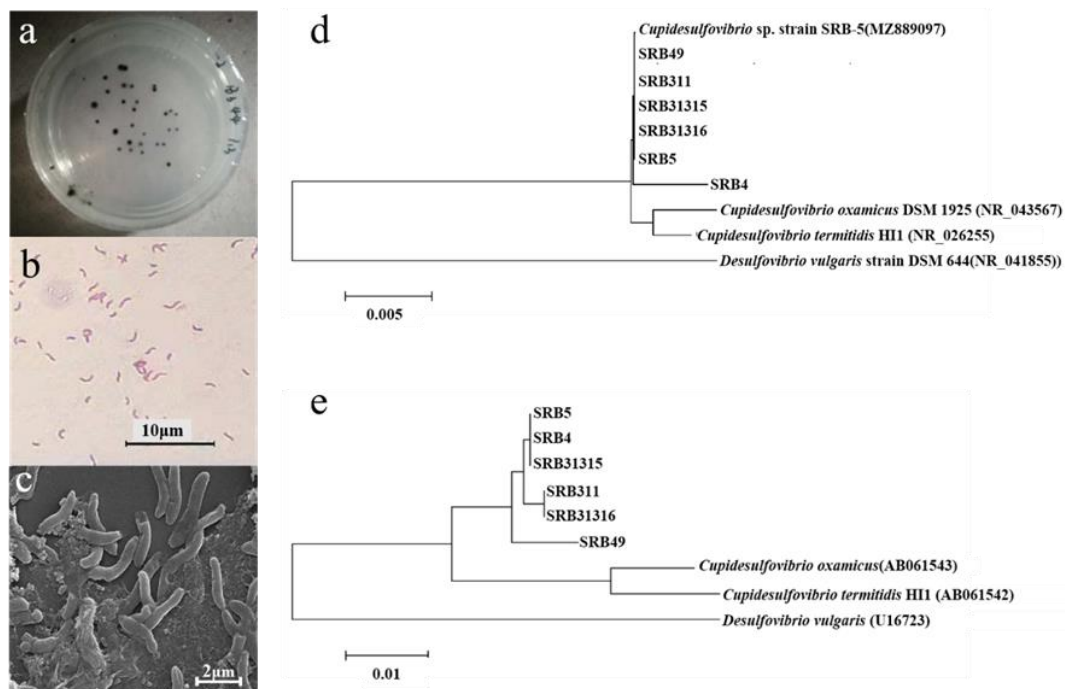 a
b
10μm
c
2μm
d
Cupidesulfovibrio sp. strain SRB-5(MZ889097)
SRB49
SRB311
SRB31315
SRB31316
SRB5
SRB4
Cupidesulfovibrio oxamicus DSM 1925 (NR_043567)
Cupidesulfovibrio termitidis HI1 (NR_026255)
Desulfovibrio vulgaris strain DSM 644(NR_041855))
0.005
e
SRB5
SRB4
SRB31315
SRB311
SRB31316
SRB49
Cupidesulfovibrio oxamicus(AB061543)
Cupidesulfovibrio termitidis HI1 (AB061542)
Desulfovibrio vulgaris (U16723)
0.01